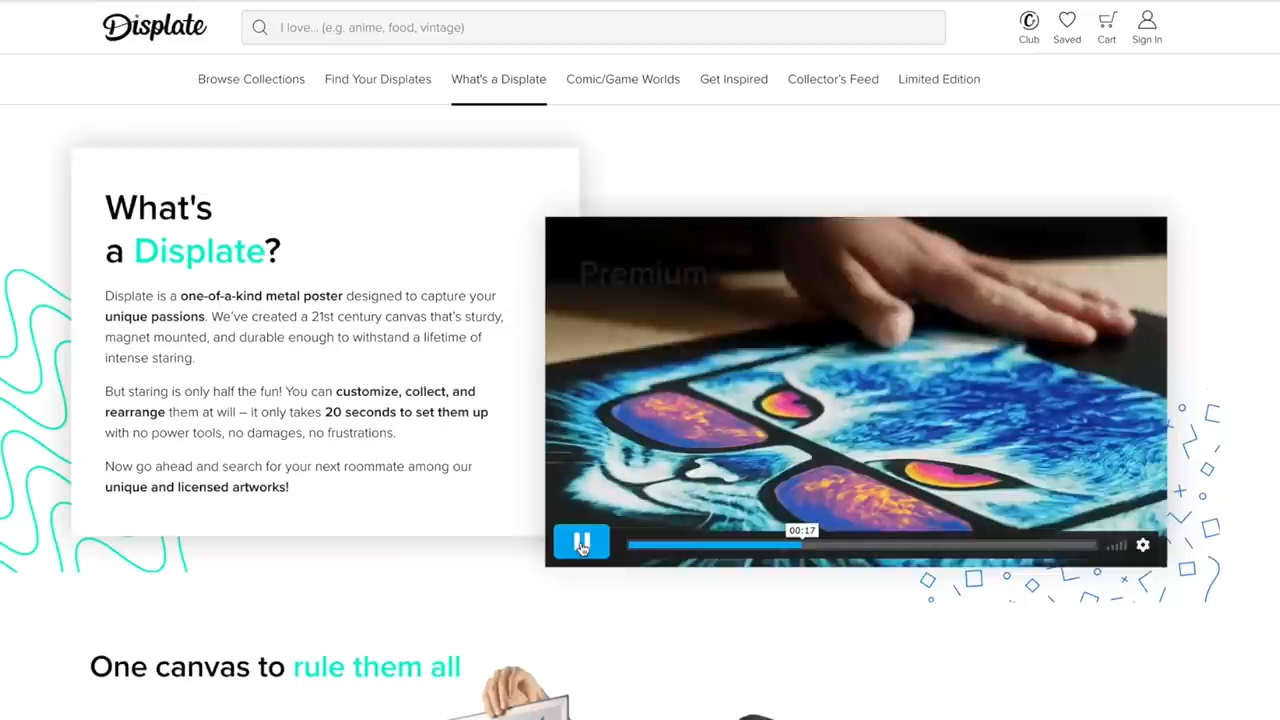 Displate
I love... (e.g. anime, food, vintage)
Club
Saved
Cart
Sign In
Browse Collections
Find Your Displates
What's a Displate
Comic/Game Worlds
Get Inspired
Collector's Feed
Limited Edition
What's
a Displate?
Displate is a one-of-a-kind metal poster designed to capture your
unique passions. We've created a 21st century canvas that's sturdy,
magnet mounted, and durable enough to withstand a lifetime of
intense staring.
But staring is only half the fun! You can customize, collect, and
rearrange them at will – it only takes 20 seconds to set them up
with no power tools, no damages, no frustrations.
Now go ahead and search for your next roommate among our
unique and licensed artworks!
Premium
00:17
One canvas to rule them all